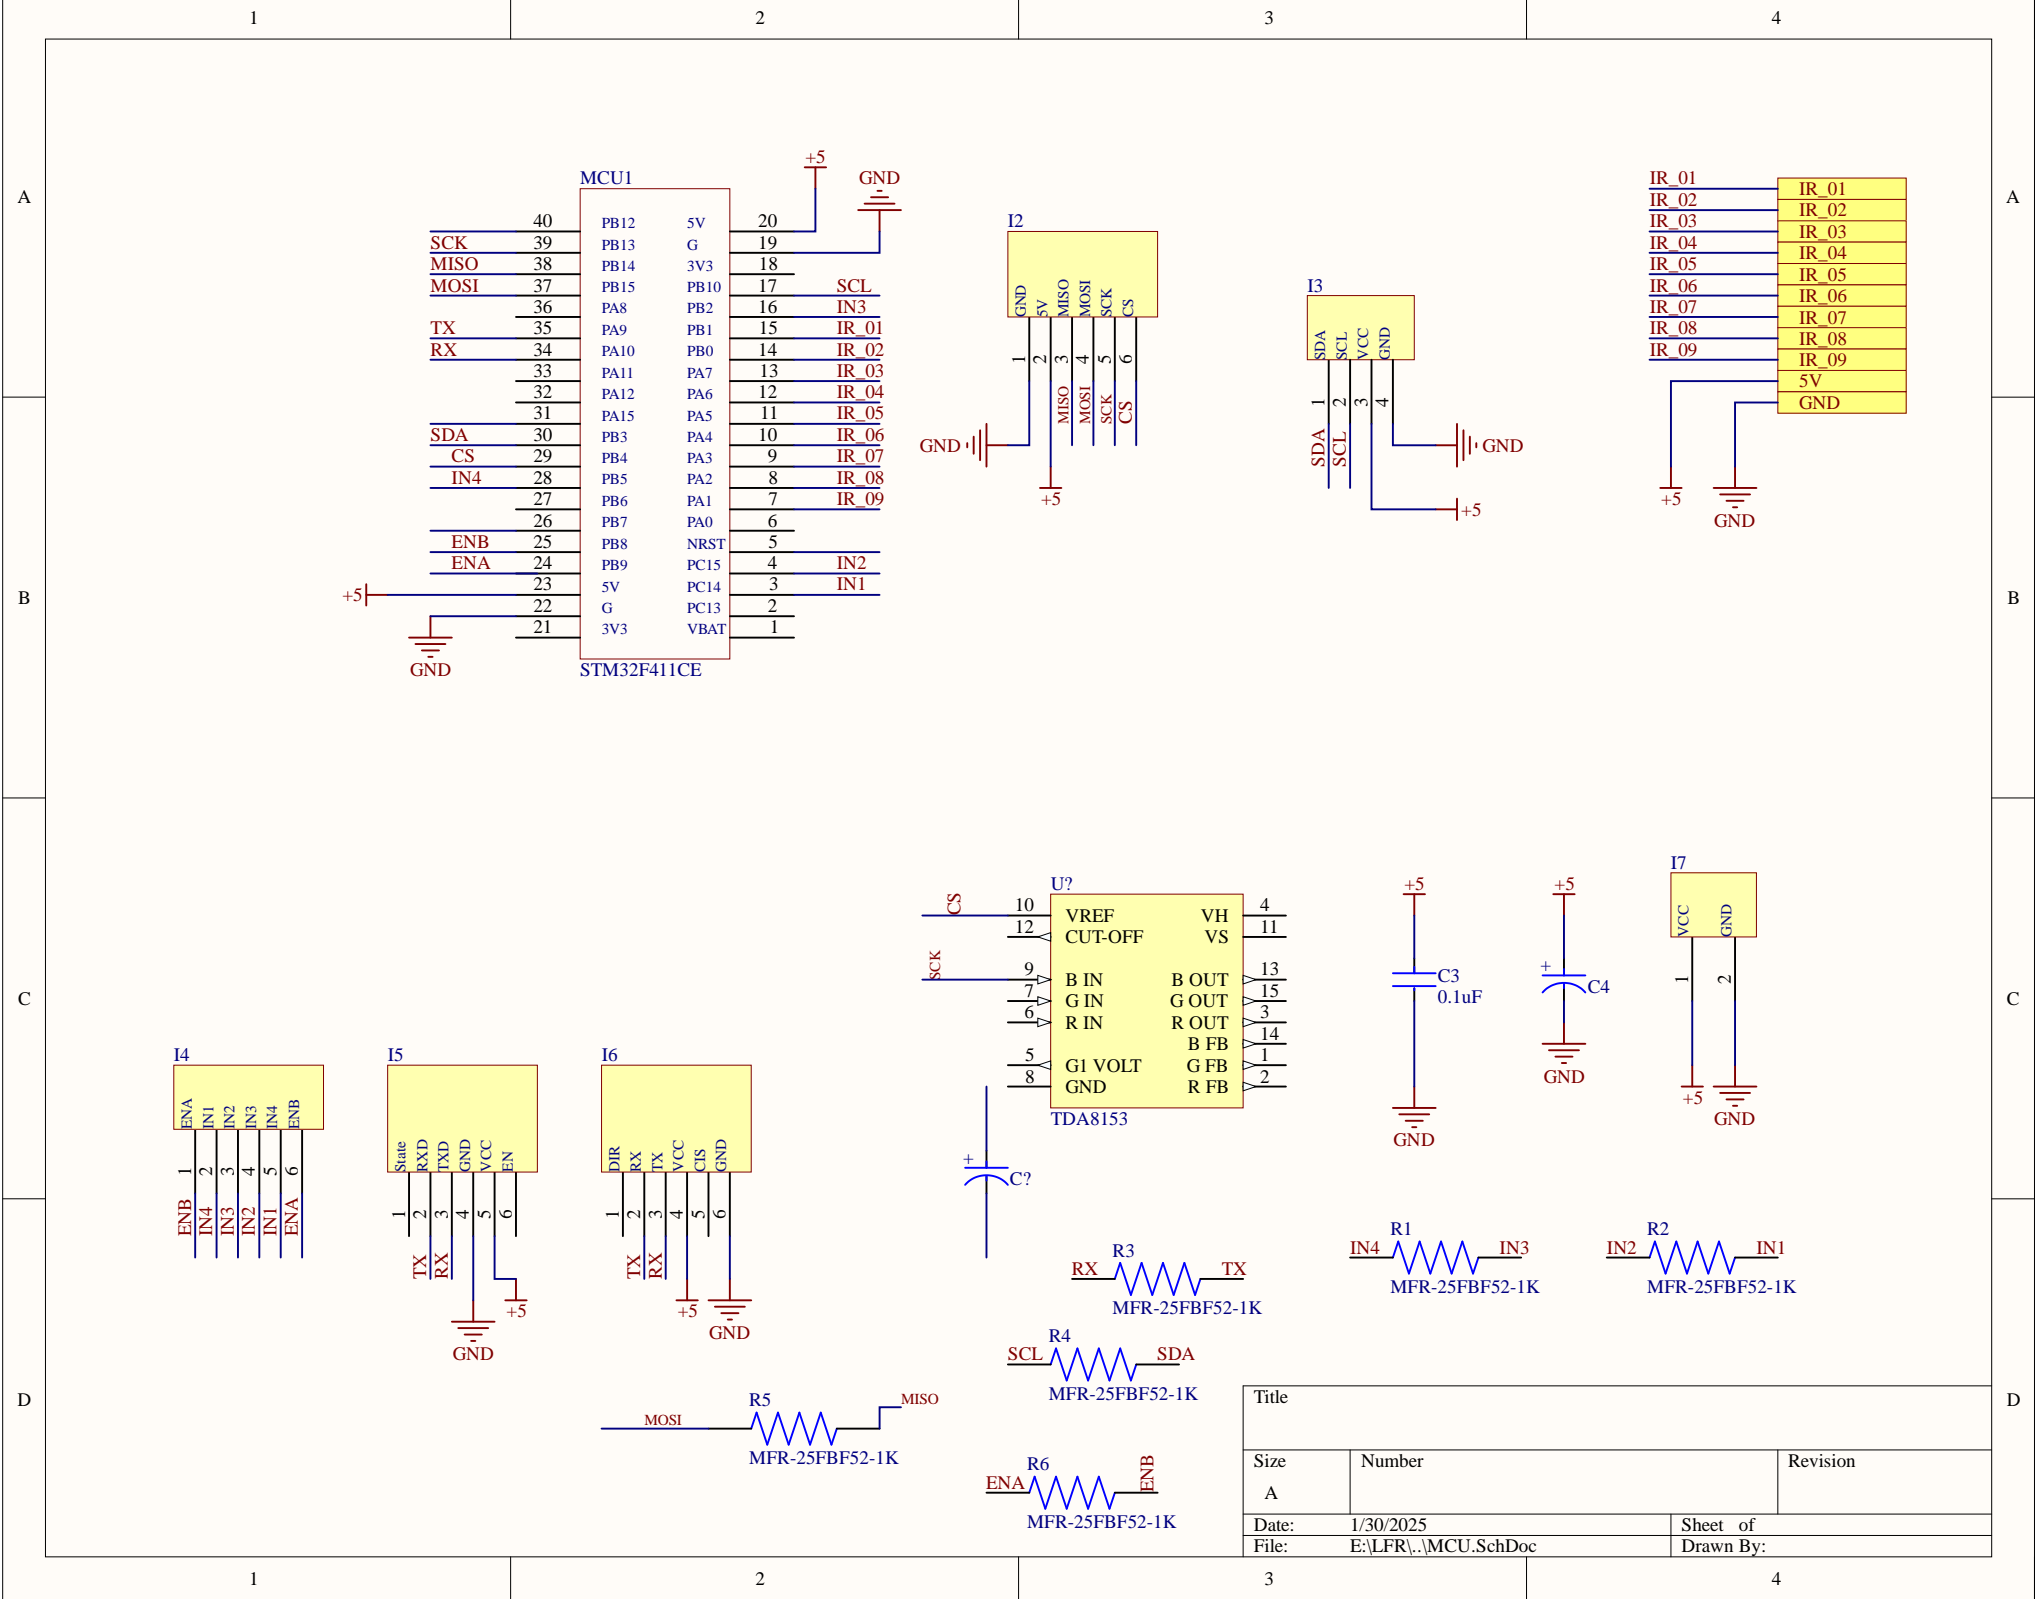 1 2 3 4
A A
B B
C C
D D
1 2 3 4
MCU1
+5
GND
40 PB12 5V 20
SCK 39 PB13 G 19
MISO 38 PB14 3V3 18
MOSI 37 PB15 PB10 17 SCL
36 PA8 PB2 16 IN3
TX 35 PA9 PB1 15 IR_01
RX 34 PA10 PB0 14 IR_02
33 PA11 PA7 13 IR_03
32 PA12 PA6 12 IR_04
31 PA15 PA5 11 IR_05
SDA 30 PB3 PA4 10 IR_06
CS 29 PB4 PA3 9 IR_07
IN4 28 PB5 PA2 8 IR_08
27 PB6 PA1 7 IR_09
26 PB7 PA0 6
ENB 25 PB8 NRST 5
ENA 24 PB9 PC15 4 IN2
+5 23 5V PC14 3 IN1
22 G PC13 2
21 3V3 VBAT 1
GND
STM32F411CE
I2
GND 5V MISO MOSI SCK CS
1 2 3 4 5 6
MISO MOSI SCK CS
GND
+5
I3
SDA SCL VCC GND
1 2 3 4
SDA SCL
GND
+5
IR_01 IR_01
IR_02 IR_02
IR_03 IR_03
IR_04 IR_04
IR_05 IR_05
IR_06 IR_06
IR_07 IR_07
IR_08 IR_08
IR_09 IR_09
5V
GND
+5
GND
I4
ENA IN1 IN2 IN3 IN4 ENB
1 2 3 4 5 6
ENB IN4 IN3 IN2 IN1 ENA
I5
State RXD TXD GND VCC EN
1 2 3 4 5 6
TX RX
+5
GND
I6
DIR RX TX VCC CIS GND
1 2 3 4 5 6
TX RX
+5
GND
U?
CS 10 VREF VH 4
12 CUT-OFF VS 11
SCK 9 B IN B OUT 13
7 G IN G OUT 15
6 R IN R OUT 3
B FB 14
5 G1 VOLT G FB 1
8 GND R FB 2
TDA8153
+
C?
+5
C3
0.1uF
GND
+5
+
C4
GND
I7
VCC GND
1 2
+5
GND
R3
RX TX
MFR-25FBF52-1K
R1
IN4 IN3
MFR-25FBF52-1K
R2
IN2 IN1
MFR-25FBF52-1K
R4
SCL SDA
MFR-25FBF52-1K
R5
MOSI MISO
MFR-25FBF52-1K
R6
ENA ENB
MFR-25FBF52-1K
Title
Size Number Revision
A
Date: 1/30/2025 Sheet of
File: E:\LFR\..\MCU.SchDoc Drawn By: